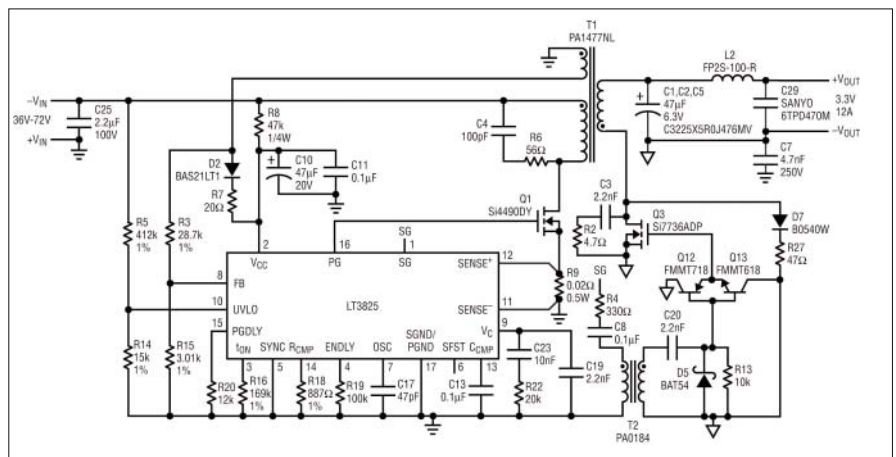 T1
PA1477NL
L2
FP2S-100-R
–VIN
36V-72V
+VIN
C25
2.2µF
100V
R8
47k
1/4W
C4
100pF
R6
56Ω
C1,C2,C5
47µF
6.3V
C3225X5R0J476MV
C29
SANYO
6TPD470M
+VOUT
3.3V
12A
–VOUT
C7
4.7nF
250V
D2
BAS21LT1
R7
20Ω
C10
47µF
20V
C11
0.1µF
Q1
Si4490DY
C3
2.2nF
R2
4.7Ω
Q3
Si7736ADP
D7
B0540W
R27
47Ω
R5
412k
1%
R3
28.7k
1%
2
16
SG
1
12
VCC
PG
SG
SENSE+
8
FB
10
UVLO
LT3825
SENSE–
11
R9
0.02Ω
0.5W
SG
R4
330Ω
C8
0.1µF
Q12
FMMT718
Q13
FMMT618
C20
2.2nF
15
PGDLY
tON
SYNC
RCMP
ENDLY
OSC
SGND/
PGND
SFST
CCMP
VC
9
3
5
14
4
7
17
6
13
R14
15k
1%
R15
3.01k
1%
R20
12k
R16
169k
1%
R18
887Ω
1%
R19
100k
C17
47pF
C13
0.1µF
C23
10nF
R22
20k
C19
2.2nF
D5
BAT54
R13
10k
T2
PA0184